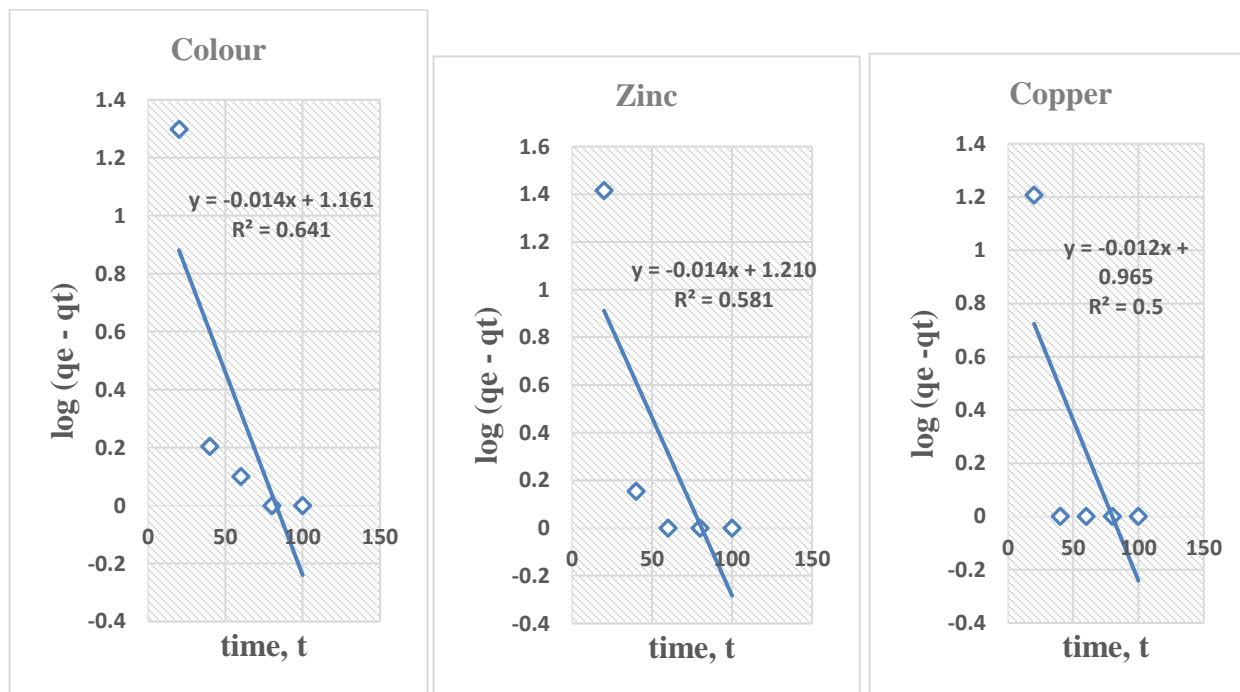 Colour
1.4
1.2
1
0.8
0.6
0.4
0.2
0
-0.2
-0.4
0
50
100
150
y = -0.014x + 1.161
R² = 0.641
log (qe - qt)
time, t
Zinc
1.6
1.4
1.2
1
0.8
0.6
0.4
0.2
0
-0.2
-0.4
0
50
100
150
y = -0.014x + 1.210
R² = 0.581
log (qe - qt)
time, t
Copper
1.4
1.2
1
0.8
0.6
0.4
0.2
0
-0.2
-0.4
0
50
100
150
y = -0.012x +
0.965
R² = 0.5
log (qe -qt)
time, t